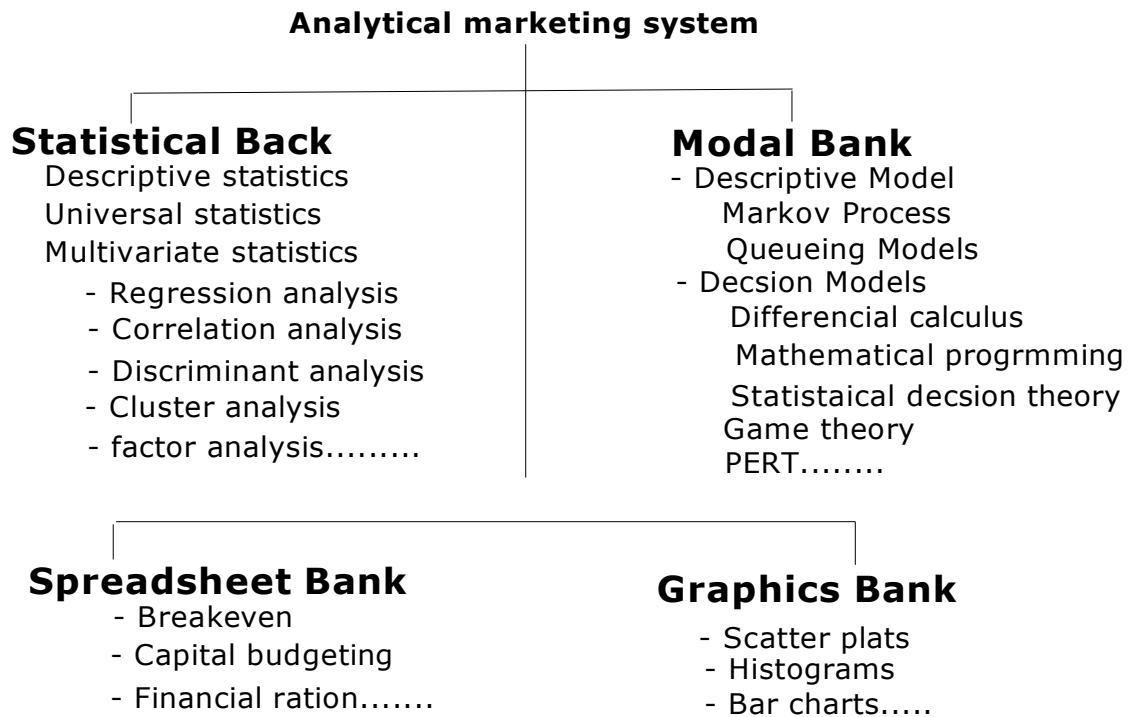 Analytical marketing system
Statistical Back
Descriptive statistics
Universal statistics
Multivariate statistics
- Regression analysis
- Correlation analysis
- Discriminant analysis
- Cluster analysis
- factor analysis.........
Modal Bank
- Descriptive Model
Markov Process
Queueing Models
- Decsion Models
Differencial calculus
Mathematical progrmming
Statistaical decsion theory
Game theory
PERT........
Spreadsheet Bank
- Breakeven
- Capital budgeting
- Financial ration.......
Graphics Bank
- Scatter plats
- Histograms
- Bar charts.....